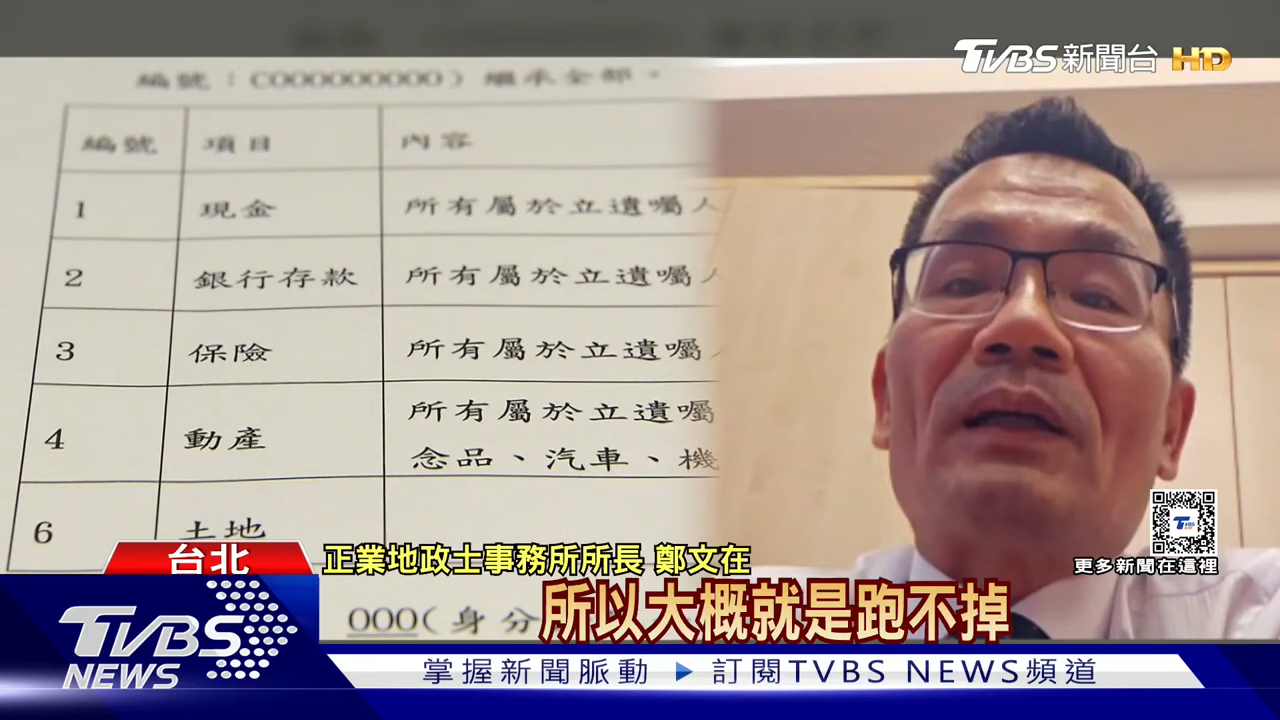 TVBS新聞台 HD
編號：C000000000）繼承全部。
編號 項目 內容
1 現金 所有屬於立遺囑人
2 銀行存款 所有屬於立遺囑人
3 保險 所有屬於立遺囑人
4 動產 所有屬於立遺囑
念品、汽車、機
6 土地
台北
正業地政士事務所所長 鄭文在
更多新聞在這裡
000(身分
所以大概就是跑不掉
TVBS NEWS
掌握新聞脈動 ▶ 訂閱TVBS NEWS頻道